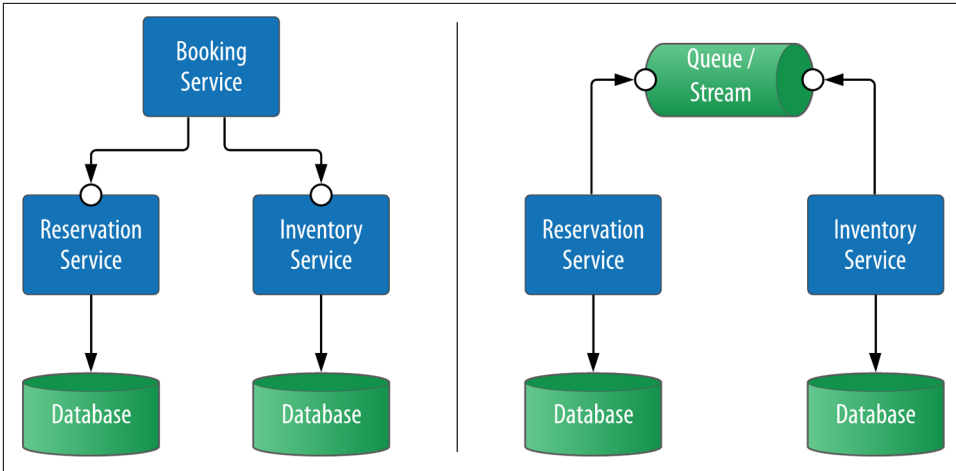 Booking
Service
Reservation
Service
Inventory
Service
Database
Database
Queue /
Stream
Reservation
Service
Inventory
Service
Database
Database